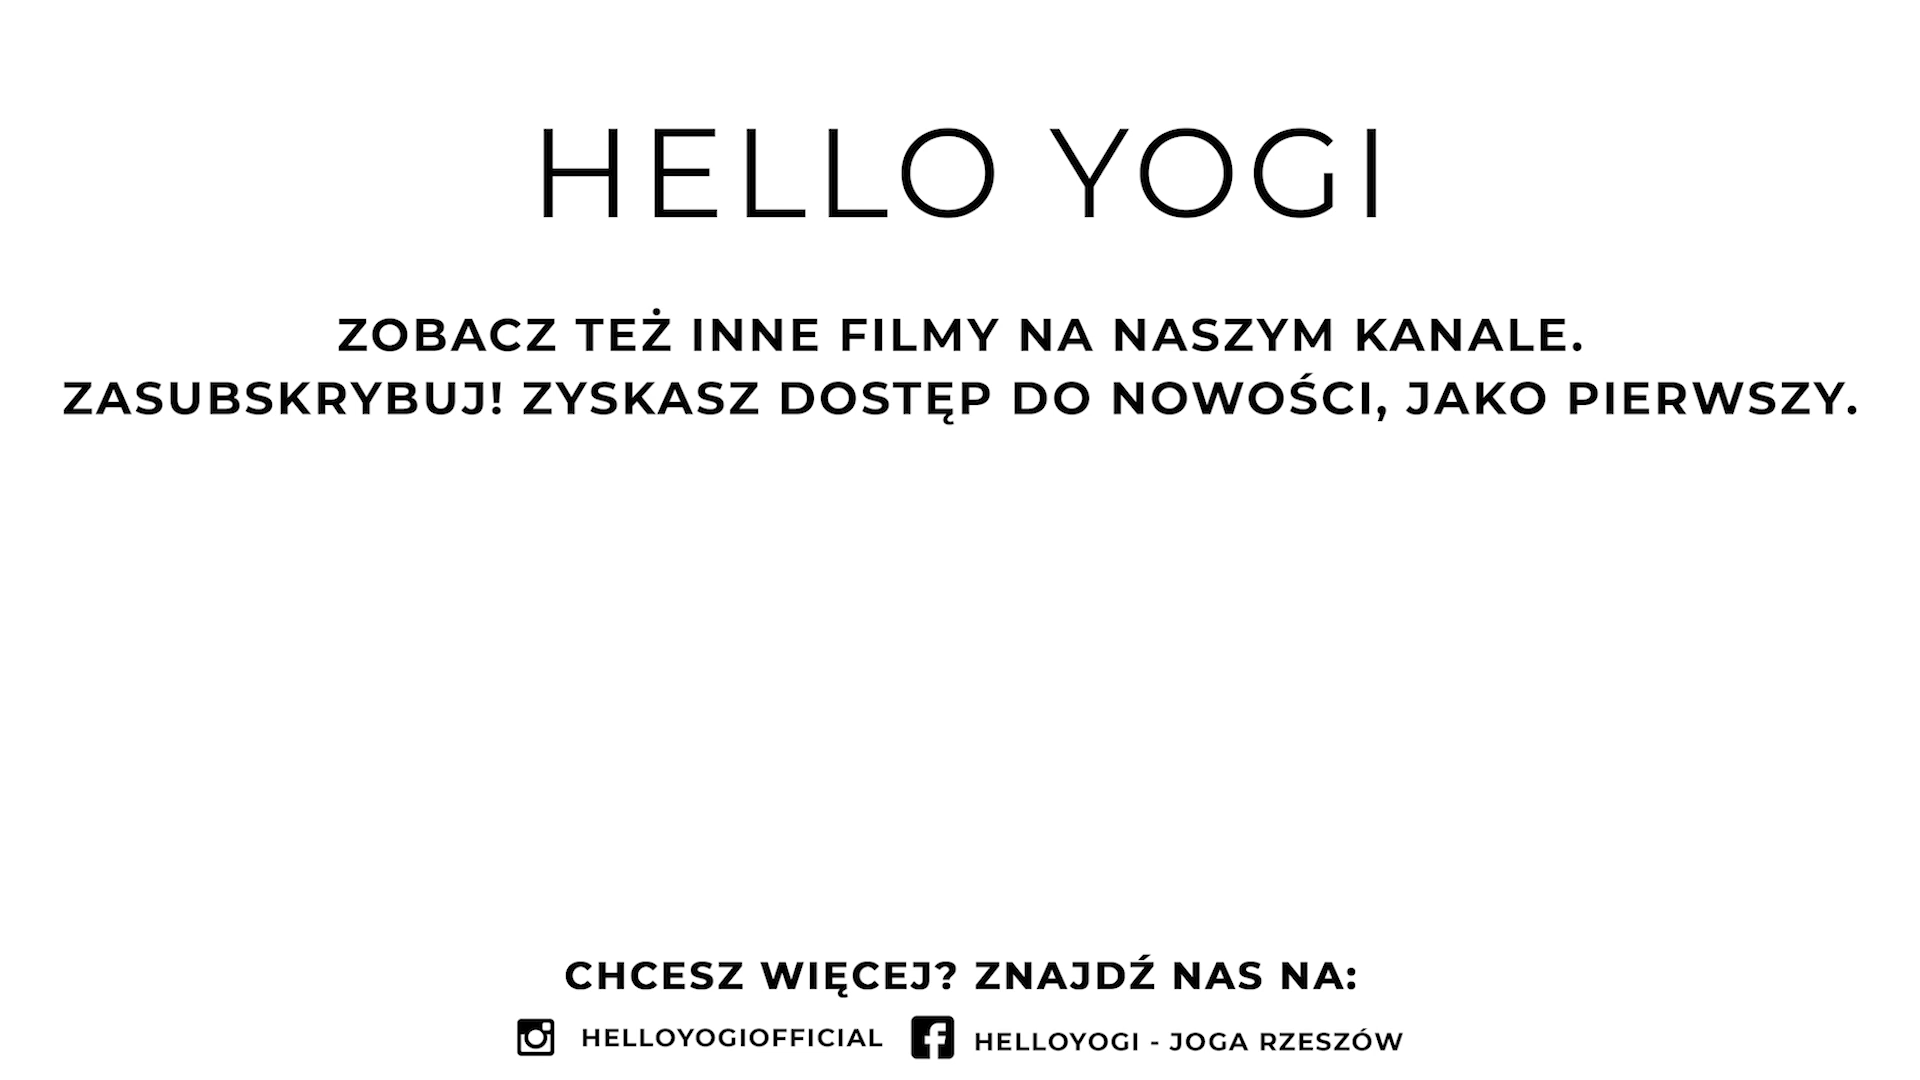 HELLO YOGI
ZOBACZ TEŻ INNE FILMY NA NASZYM KANALE.
ZASUBSKRYBUJ! ZYSKASZ DOSTĘP DO NOWOŚCI, JAKO PIERWSZY.
CHCESZ WIĘCEJ? ZNAJDŹ NAS NA:
HELLOYOGIOFFICIAL HELLOYOGI - JOGA RZESZÓW